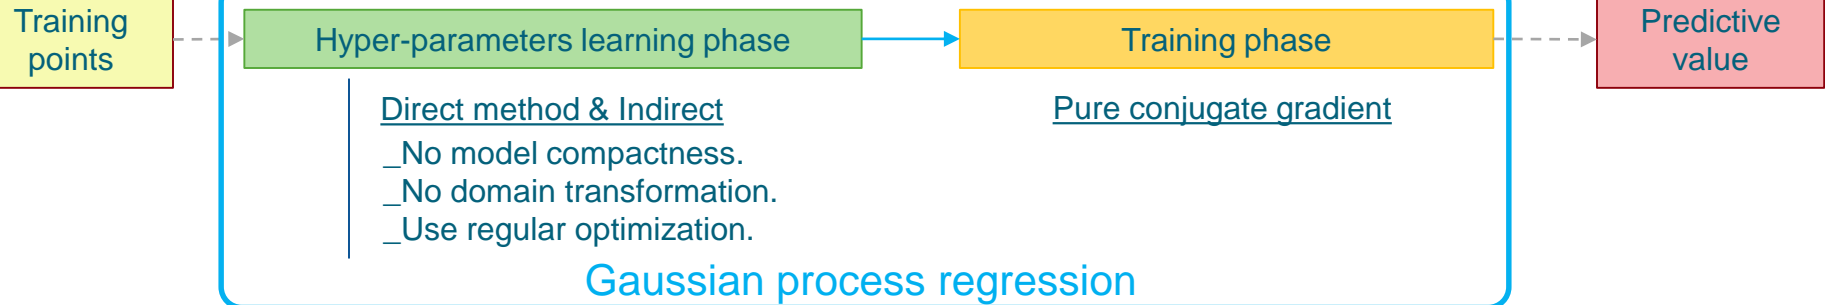 Training
points
Hyper-parameters learning phase
Training phase
Predictive
value
Direct method & Indirect
_No model compactness.
_No domain transformation.
_Use regular optimization.
Pure conjugate gradient
Gaussian process regression